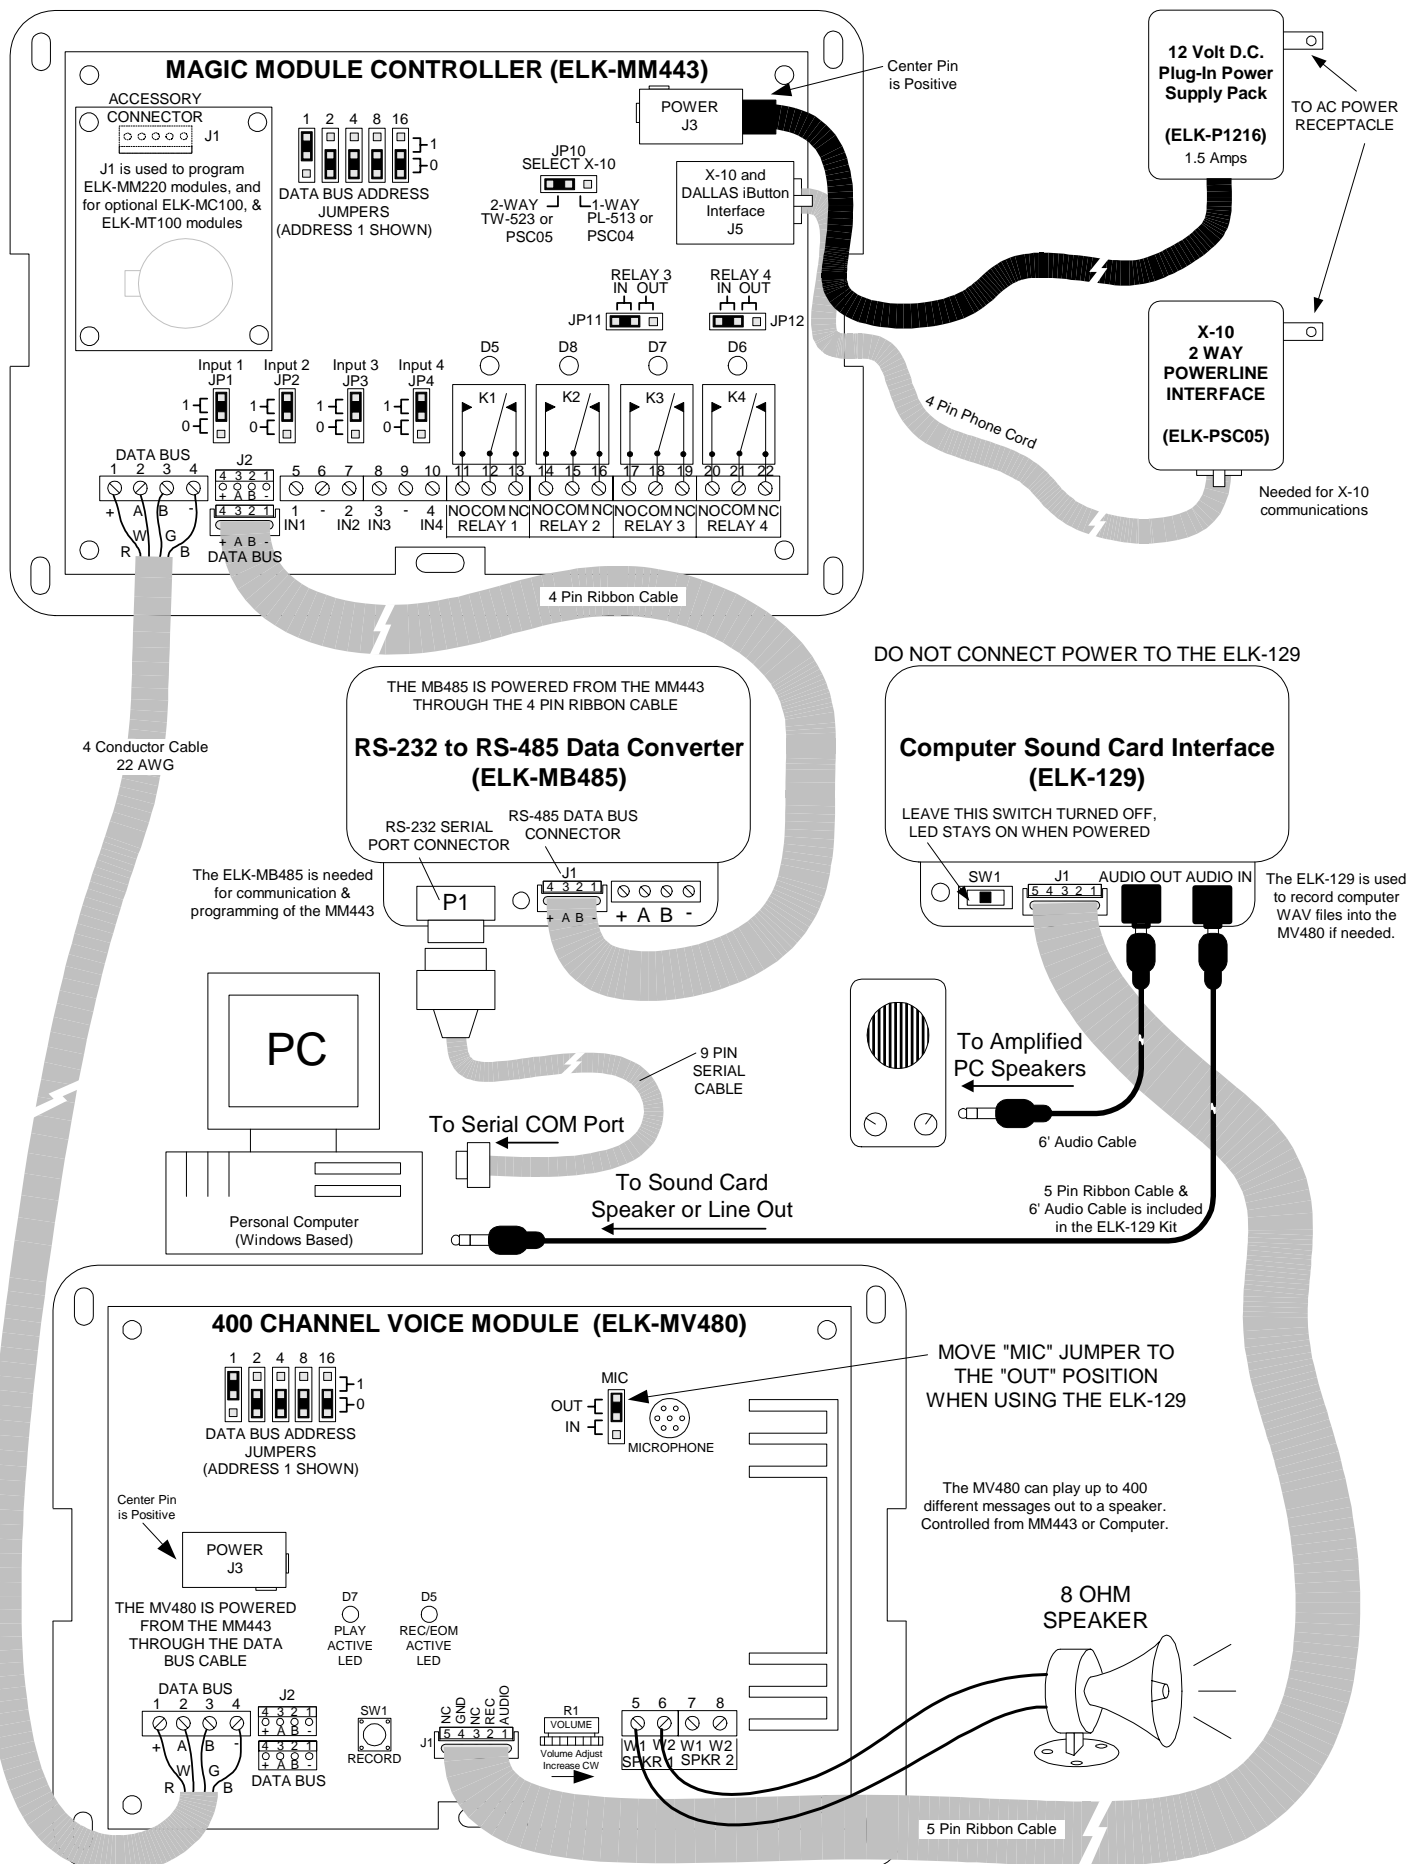 MAGIC MODULE CONTROLLER (ELK-MM443)
ACCESSORY
CONNECTOR
J1
J1 is used to program
ELK-MM220 modules, and
for optional ELK-MC100, &
ELK-MT100 modules
1 2 4 8 16
1
0
DATA BUS ADDRESS
JUMPERS
(ADDRESS 1 SHOWN)
JP10
SELECT X-10
2-WAY
TW-523 or
PSC05
1-WAY
PL-513 or
PSC04
POWER
J3
Center Pin
is Positive
X-10 and
DALLAS iButton
Interface
J5
12 Volt D.C.
Plug-In Power
Supply Pack
(ELK-P1216)
1.5 Amps
TO AC POWER
RECEPTACLE
X-10
2 WAY
POWERLINE
INTERFACE
(ELK-PSC05)
Needed for X-10
communications
4 Pin Phone Cord
RELAY 3
IN OUT
JP11
RELAY 4
IN OUT
JP12
D5 D8 D7 D6
K1 K2 K3 K4
Input 1 Input 2 Input 3 Input 4
JP1 JP2 JP3 JP4
1 1 1 1
0 0 0 0
DATA BUS
1 2 3 4
+ A B -
W G
R B
J2
4 3 2 1
+ A B -
4 3 2 1
+ A B -
DATA BUS
5 6 7 8 9 10 11 12 13 14 15 16 17 18 19 20 21 22
1 - 2 3 - 4
IN1 IN2 IN3 IN4
NO COM NC NO COM NC NO COM NC NO COM NC
RELAY 1 RELAY 2 RELAY 3 RELAY 4
4 Pin Ribbon Cable
4 Conductor Cable
22 AWG
THE MB485 IS POWERED FROM THE MM443
THROUGH THE 4 PIN RIBBON CABLE
RS-232 to RS-485 Data Converter
(ELK-MB485)
RS-232 SERIAL
PORT CONNECTOR
RS-485 DATA BUS
CONNECTOR
P1
J1
4 3 2 1
+ A B -
+ A B -
The ELK-MB485 is needed
for communication &
programming of the MM443
DO NOT CONNECT POWER TO THE ELK-129
Computer Sound Card Interface
(ELK-129)
LEAVE THIS SWITCH TURNED OFF,
LED STAYS ON WHEN POWERED
SW1
J1
5 4 3 2 1
AUDIO OUT AUDIO IN
The ELK-129 is used
to record computer
WAV files into the
MV480 if needed.
PC
Personal Computer
(Windows Based)
9 PIN
SERIAL
CABLE
To Serial COM Port
To Amplified
PC Speakers
6' Audio Cable
To Sound Card
Speaker or Line Out
5 Pin Ribbon Cable &
6' Audio Cable is included
in the ELK-129 Kit
400 CHANNEL VOICE MODULE (ELK-MV480)
1 2 4 8 16
1
0
DATA BUS ADDRESS
JUMPERS
(ADDRESS 1 SHOWN)
MIC
OUT
IN
MICROPHONE
MOVE "MIC" JUMPER TO
THE "OUT" POSITION
WHEN USING THE ELK-129
The MV480 can play up to 400
different messages out to a speaker.
Controlled from MM443 or Computer.
Center Pin
is Positive
POWER
J3
THE MV480 IS POWERED
FROM THE MM443
THROUGH THE DATA
BUS CABLE
D7
PLAY
ACTIVE
LED
D5
REC/EOM
ACTIVE
LED
8 OHM
SPEAKER
DATA BUS
1 2 3 4
+ A B -
W G
R B
J2
4 3 2 1
+ A B -
4 3 2 1
+ A B -
DATA BUS
SW1
RECORD
NC
GND
NC
REC
AUDIO
5 4 3 2 1
J1
R1
VOLUME
Volume Adjust
Increase CW
5 6 7 8
W1 W2 W1 W2
SPKR 1 SPKR 2
5 Pin Ribbon Cable